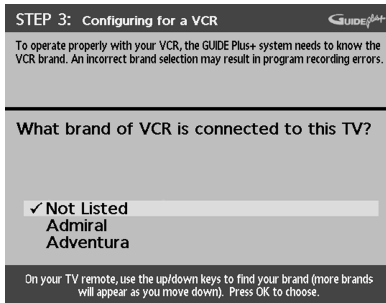 STEP 3: Configuring for a VCR GUIDE Plus+
To operate properly with your VCR, the GUIDE Plus+ system needs to know the
VCR brand. An incorrect brand selection may result in program recording errors.
What brand of VCR is connected to this TV?
✓ Not Listed
Admiral
Adventura
On your TV remote, use the up/down keys to find your brand (more brands
will appear as you move down). Press OK to choose.